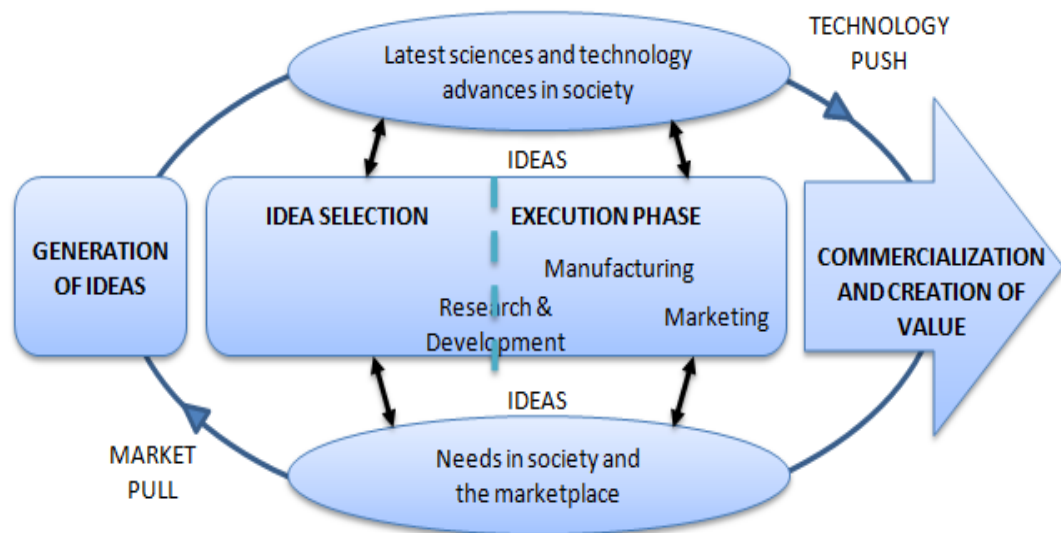 TECHNOLOGY
PUSH
Latest sciences and technology
advances in society
IDEAS
GENERATION
OF IDEAS
IDEA SELECTION
EXECUTION PHASE
Manufacturing
Research &
Development
Marketing
COMMERCIALIZATION
AND CREATION OF
VALUE
IDEAS
MARKET
PULL
Needs in society and
the marketplace